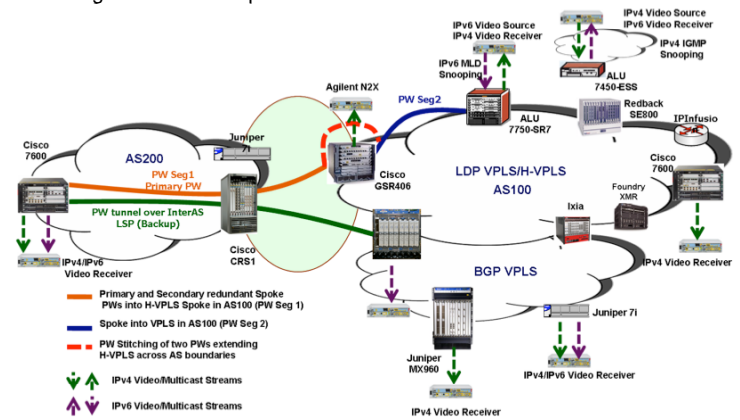 IPv6 Video Source
IPv4 Video Receiver
IPv4 Video Source
IPv6 Video Receiver
IPv4 IGMP
Snooping
IPv6 MLD
Snooping
ALU
7450-ESS
Agilent N2X
PW Seg2
Redback
SE800
ALU
7750-SR7
IPInfusio
Juniper
7i
Cisco
7600
AS200
PW Seg1
Primary PW
Cisco
GSR406
LDP VPLS/H-VPLS
AS100
Cisco
7600
Foundry
XMR
Ixia
PW tunnel over InterAS
LSP (Backup)
Cisco
CRS1
IPv4/IPv6
Video Receiver
IPv4 Video Receiver
BGP VPLS
Primary and Secondary redundant Spoke
PWs into H-VPLS Spoke in AS100 (PW Seg 1)
Spoke into VPLS in AS100 (PW Seg 2)
PW Stitching of two PWs extending
H-VPLS across AS boundaries
IPv4 Video/Multicast Streams
IPv6 Video/Multicast Streams
Juniper 7i
Juniper
MX960
IPv4/IPv6 Video Receiver
IPv4 Video Receiver